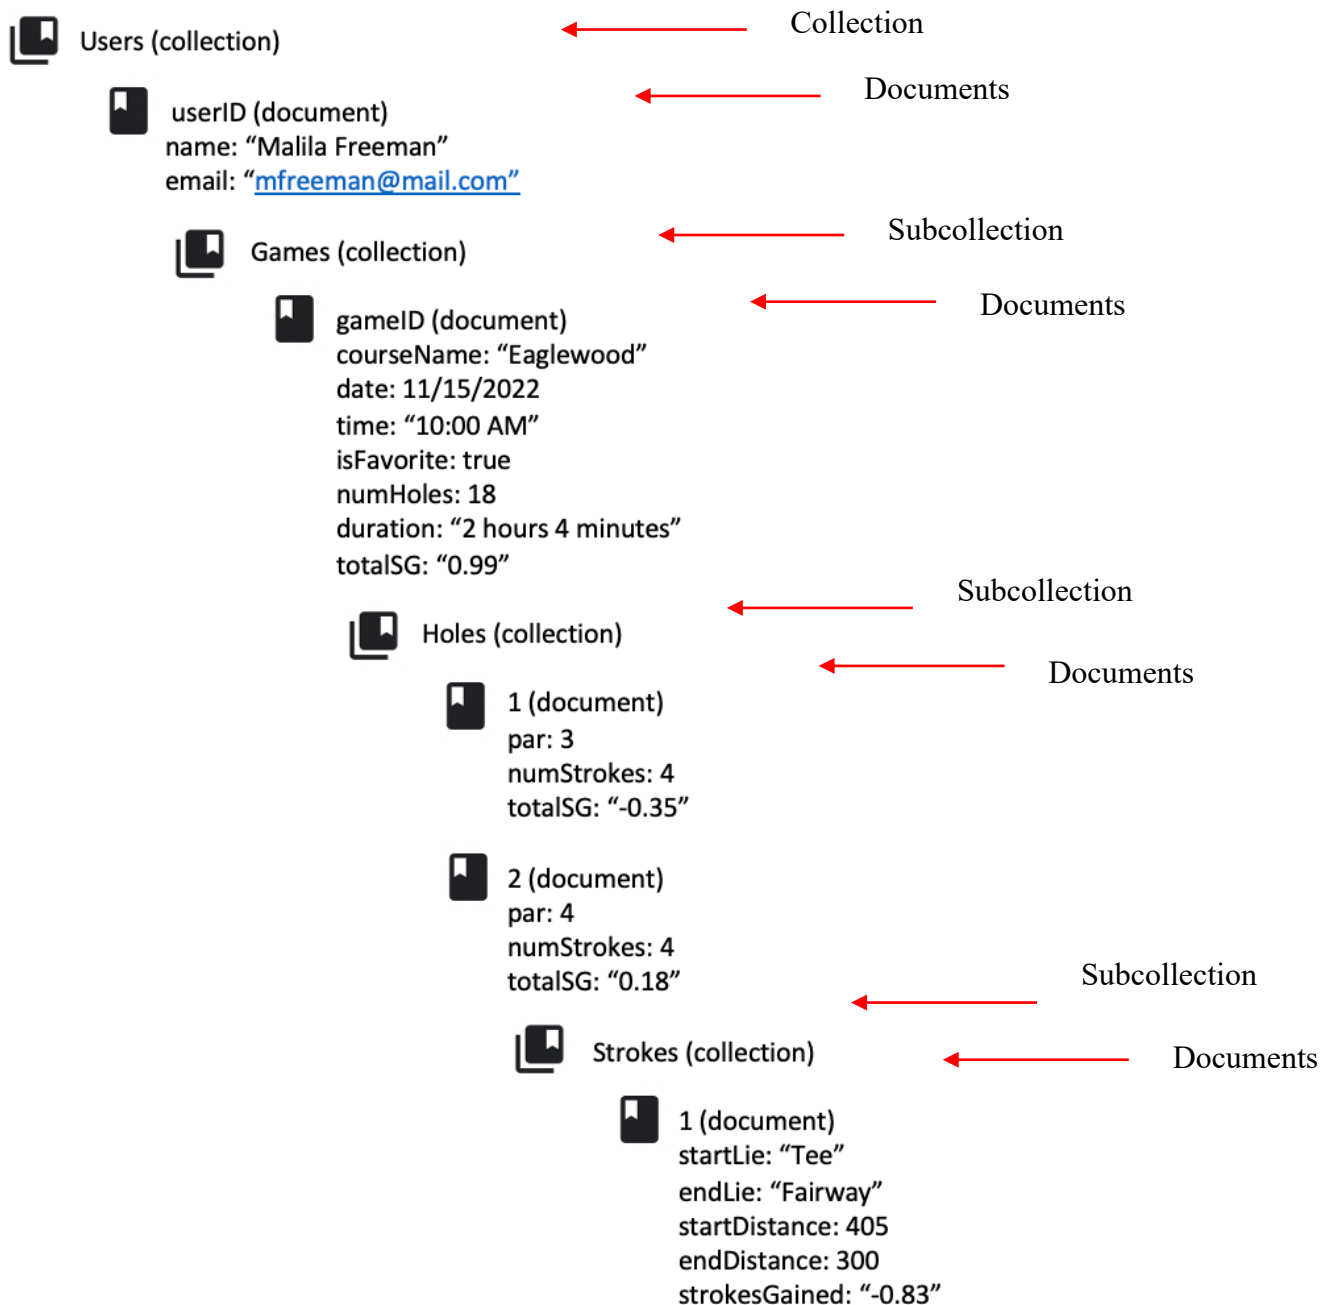 Collection
Users (collection)
Documents
userID (document)
name: “Malila Freeman”
email: “mfreeman@mail.com”
Subcollection
Games (collection)
Documents
gameID (document)
courseName: “Eaglewood”
date: 11/15/2022
time: “10:00 AM”
isFavorite: true
numHoles: 18
duration: “2 hours 4 minutes”
totalSG: “0.99”
Subcollection
Holes (collection)
Documents
1 (document)
par: 3
numStrokes: 4
totalSG: “-0.35”
2 (document)
par: 4
numStrokes: 4
totalSG: “0.18”
Subcollection
Strokes (collection)
Documents
1 (document)
startLie: “Tee”
endLie: “Fairway”
startDistance: 405
endDistance: 300
strokesGained: “-0.83”